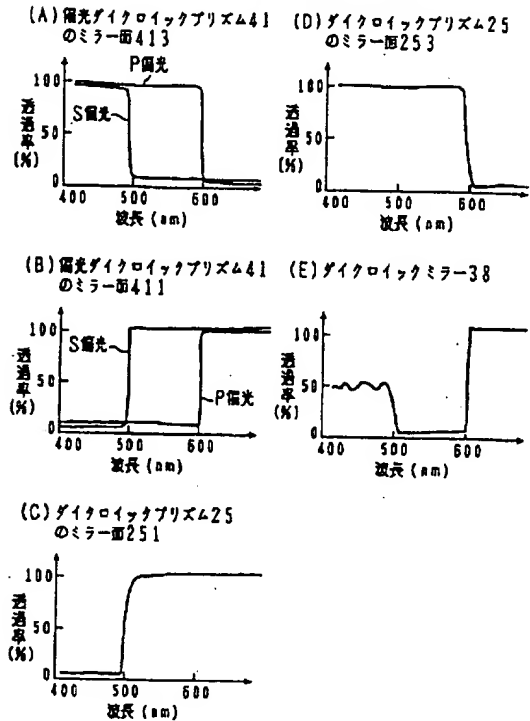 (A) 偏光ダイクロイックプリズム41
のミラー面413
P偏光
100
S偏光
透過率(%)
50
0
400 500 600
波長(nm)
(B) 偏光ダイクロイックプリズム41
のミラー面411
100
S偏光
透過率(%)
50
P偏光
0
400 500 600
波長(nm)
(C) ダイクロイックプリズム25
のミラー面251
100
透過率(%)
50
0
400 500 600
波長(nm)
(D) ダイクロイックプリズム25
のミラー面253
100
透過率(%)
50
0
400 500 600
波長(nm)
(E) ダイクロイックミラー38
100
透過率(%)
50
0
400 500 600
波長(nm)